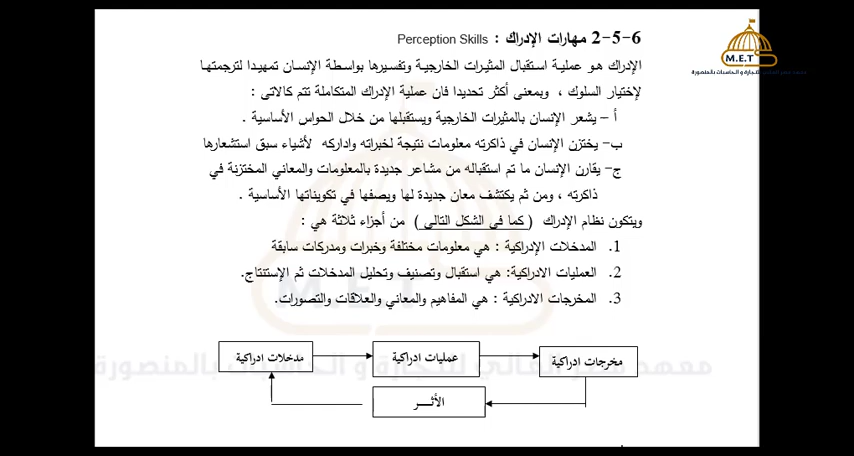 2-5-6 مهارات الإدراك : Perception Skills
M.E.T
الإدراك هو عملية استقبال المثيرات الخارجية وتفسيرها بواسطة الإنسان تمهيدا لترجمتها
لإختيار السلوك ، وبمعنى أكثر تحديدا فان عملية الإدراك المتكاملة تتم كالاتى :
أ – يشعر الإنسان بالمثيرات الخارجية ويستقبلها من خلال الحواس الأساسية .
ب- يختزن الإنسان في ذاكرته معلومات نتيجة لخبراته وادراكه لأشياء سبق استشعارها
ج- يقارن الإنسان ما تم استقباله من مشاعر جديدة بالمعلومات والمعاني المختزنة في
ذاكرته ، ومن ثم يكتشف معان جديدة لها ويصفها في تكويناتها الأساسية .
ويتكون نظام الإدراك ( كما في الشكل التالى ) من أجزاء ثلاثة هي :
1. المدخلات الإدراكية : هي معلومات مختلفة وخبرات ومدركات سابقة
2. العمليات الادراكية: هي استقبال وتصنيف وتحليل المدخلات ثم الإستنتاج.
3. المخرجات الادراكية : هي المفاهيم والمعاني والعلاقات والتصورات.
مخرجات ادراكية
عمليات ادراكية
مدخلات ادراكية
الأثـــر